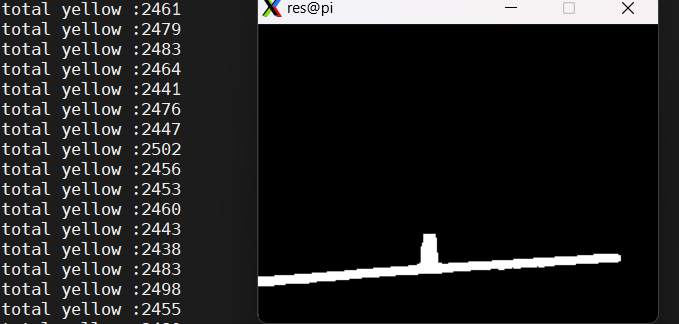 total yellow :2461
res@pi
total yellow :2479
total yellow :2483
total yellow :2464
total yellow :2441
total yellow :2476
total yellow :2447
total yellow :2502
total yellow :2456
total yellow :2453
total yellow :2460
total yellow :2443
total yellow :2438
total yellow :2483
total yellow :2498
total yellow :2455